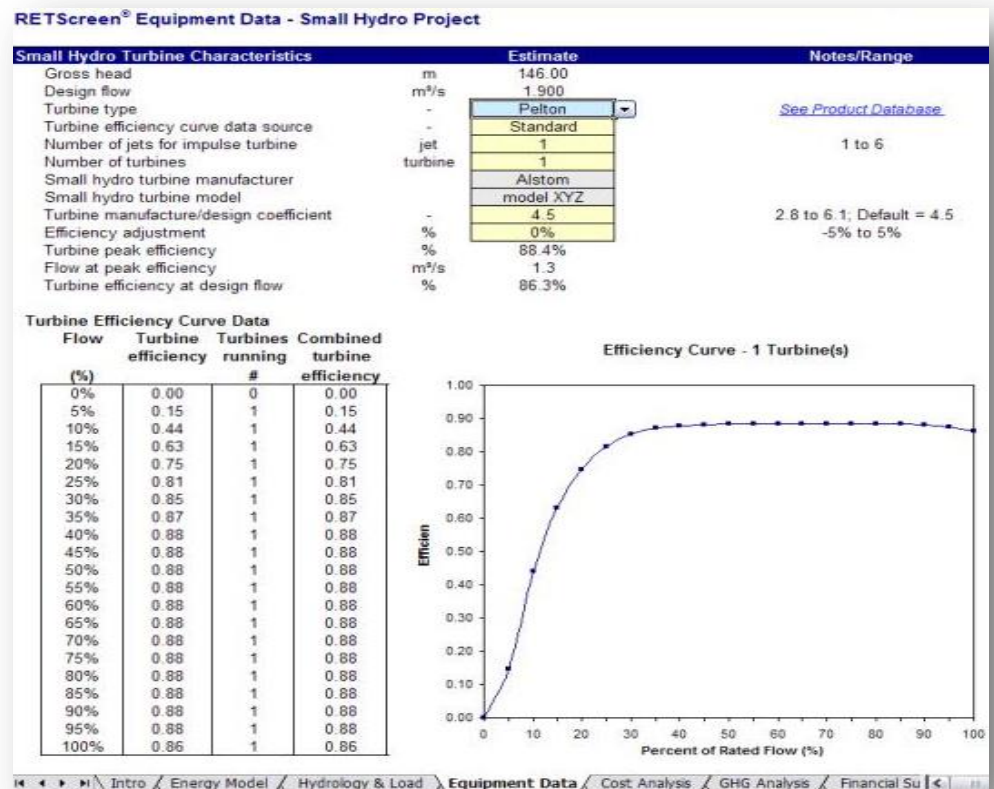 RETScreen® Equipment Data - Small Hydro Project
Small Hydro Turbine Characteristics Estimate Notes/Range
Gross head m 146.00
Design flow m³/s 1.900
Turbine type - Pelton See Product Database
Turbine efficiency curve data source - Standard
Number of jets for impulse turbine jet 1 1 to 6
Number of turbines turbine 1
Small hydro turbine manufacturer Alstom
Small hydro turbine model model XYZ
Turbine manufacture/design coefficient - 4.5 2.8 to 6.1; Default = 4.5
Efficiency adjustment % 0% -5% to 5%
Turbine peak efficiency % 88.4%
Flow at peak efficiency m³/s 1.3
Turbine efficiency at design flow % 86.3%
Turbine Efficiency Curve Data
Flow Turbine Turbines Combined
efficiency running turbine
(%) # efficiency
0% 0.00 0 0.00
5% 0.15 1 0.15
10% 0.44 1 0.44
15% 0.63 1 0.63
20% 0.75 1 0.75
25% 0.81 1 0.81
30% 0.85 1 0.85
35% 0.87 1 0.87
40% 0.88 1 0.88
45% 0.88 1 0.88
50% 0.88 1 0.88
55% 0.88 1 0.88
60% 0.88 1 0.88
65% 0.88 1 0.88
70% 0.88 1 0.88
75% 0.88 1 0.88
80% 0.88 1 0.88
85% 0.88 1 0.88
90% 0.88 1 0.88
95% 0.88 1 0.88
100% 0.86 1 0.86
Efficiency Curve - 1 Turbine(s)
1.00
0.90
0.80
0.70
0.60
0.50
0.40
0.30
0.20
0.10
0.00
Efficien
0 10 20 30 40 50 60 70 80 90 100
Percent of Rated Flow (%)
Intro / Energy Model / Hydrology & Load \ Equipment Data / Cost Analysis / GHG Analysis / Financial Su